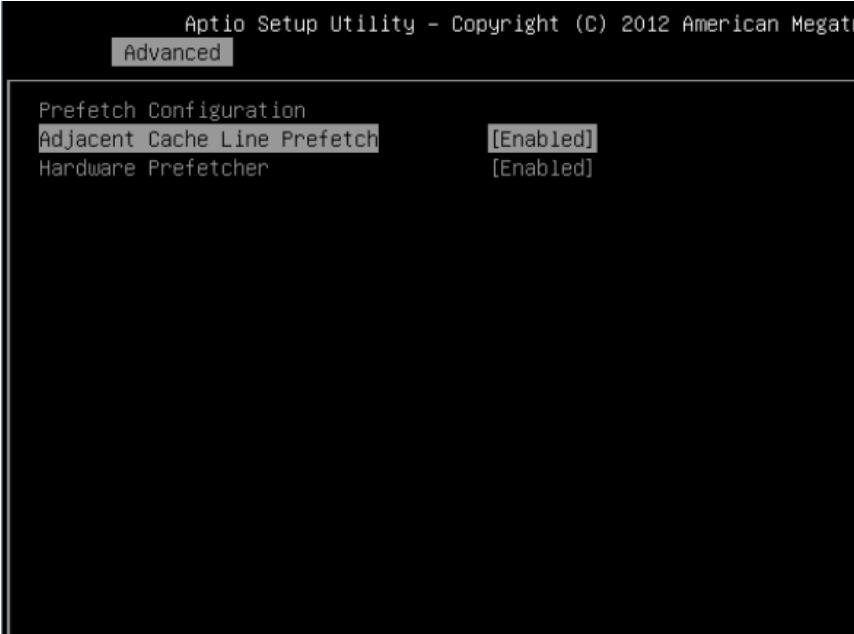 Aptio Setup Utility – Copyright (C) 2012 American
Advanced
Prefetch Configuration
Adjacent Cache Line Prefetch [Enabled]
Hardware Prefetcher [Enabled]